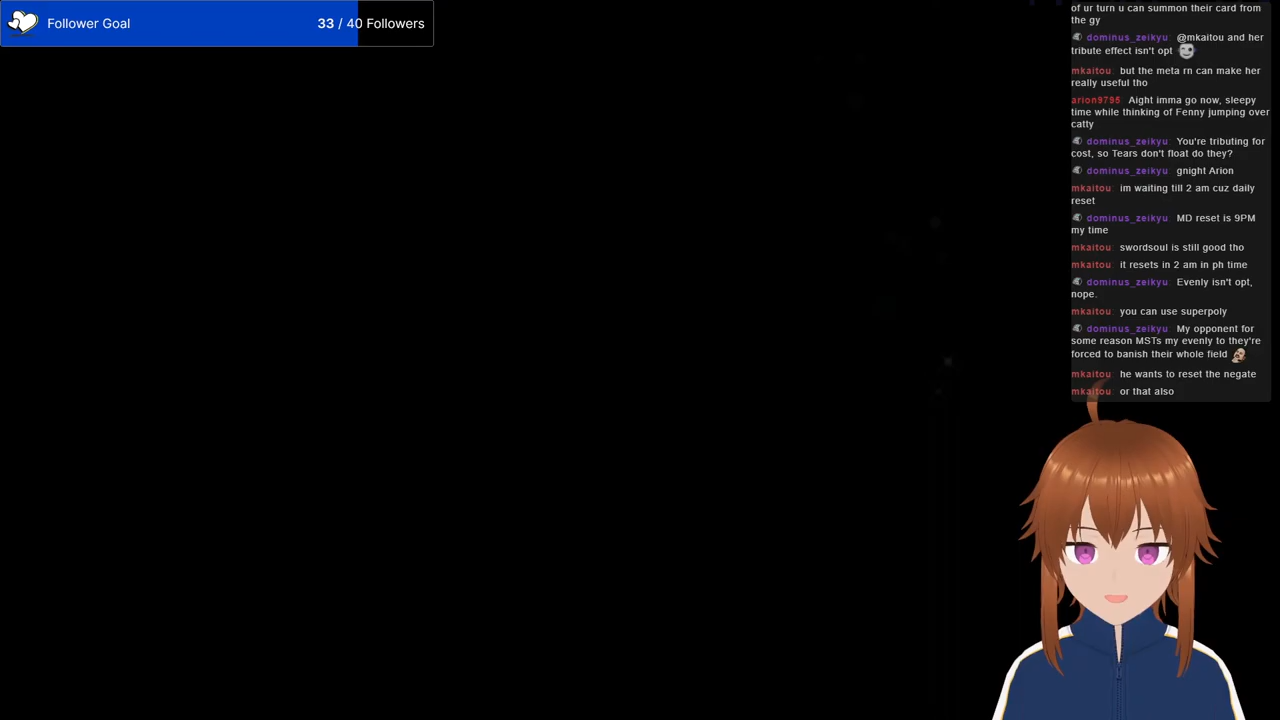 Follower Goal
33 / 40 Followers
of ur turn u can summon their card from
the gy
dominus_zeikyu: @mkaitou and her
tribute effect isn't opt
mkaitou: but the meta rn can make her
really useful tho
arion9795 Aight imma go now, sleepy
time while thinking of Fenny jumping over
catty
dominus_zeikyu: You're tributing for
cost, so Tears don't float do they?
dominus_zeikyu: gnight Arion
mkaitou: im waiting till 2 am cuz daily
reset
dominus_zeikyu: MD reset is 9PM
my time
mkaitou: swordsoul is still good tho
mkaitou: it resets in 2 am in ph time
dominus_zeikyu: Evenly isn't opt,
nope.
mkaitou: you can use superpoly
dominus_zeikyu: My opponent for
some reason MSTs my evenly to they're
forced to banish their whole field
mkaitou: he wants to reset the negate
mkaitou: or that also